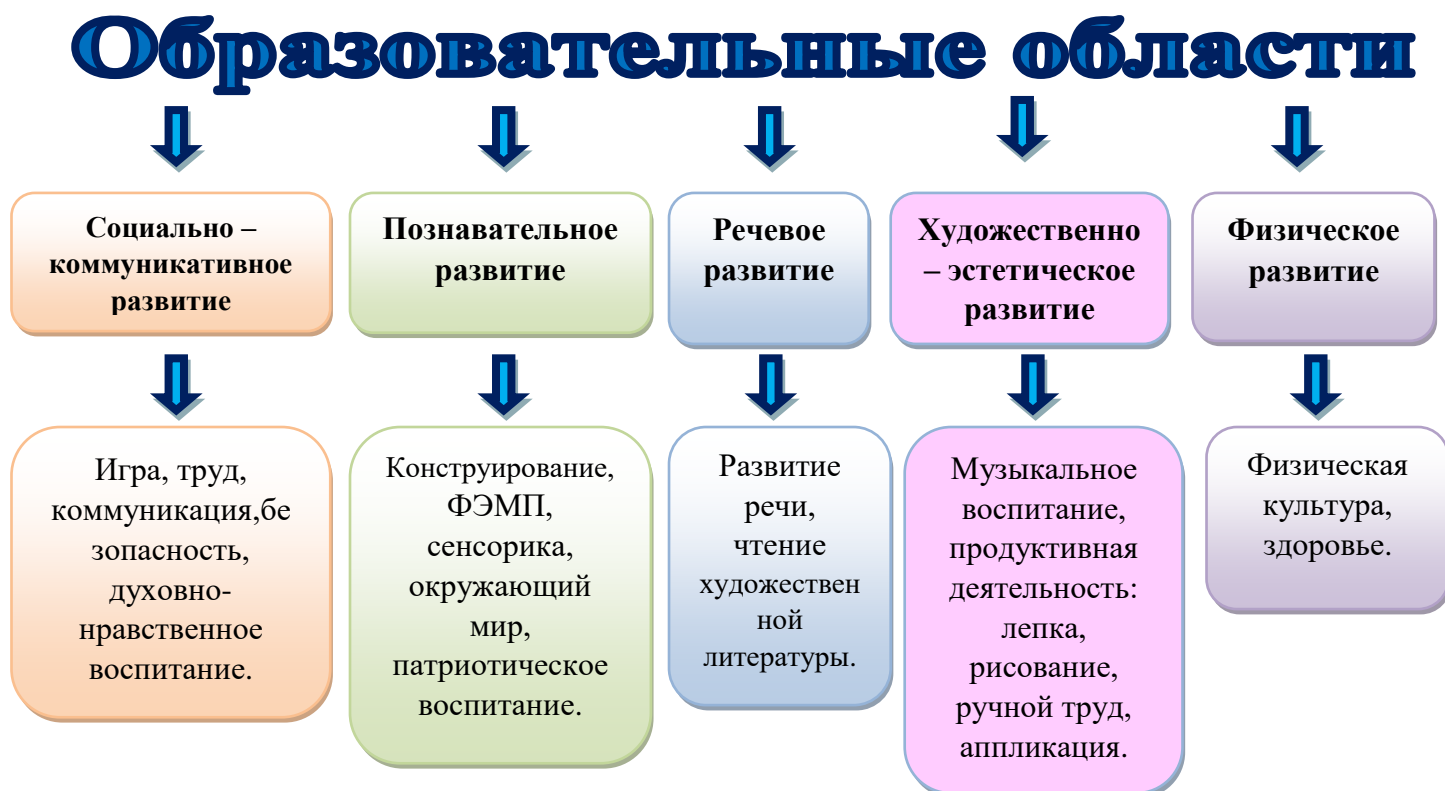 Образовательные области
Социально –
коммуникативное
развитие
Познавательное
развитие
Речевое
развитие
Художественно
– эстетическое
развитие
Физическое
развитие
Игра, труд,
коммуникация,бе
зопасность,
духовно-
нравственное
воспитание.
Конструирование,
ФЭМП,
сенсорика,
окружающий
мир,
патриотическое
воспитание.
Развитие
речи,
чтение
художествен
ной
литературы.
Музыкальное
воспитание,
продуктивная
деятельность:
лепка,
рисование,
ручной труд,
аппликация.
Физическая
культура,
здоровье.